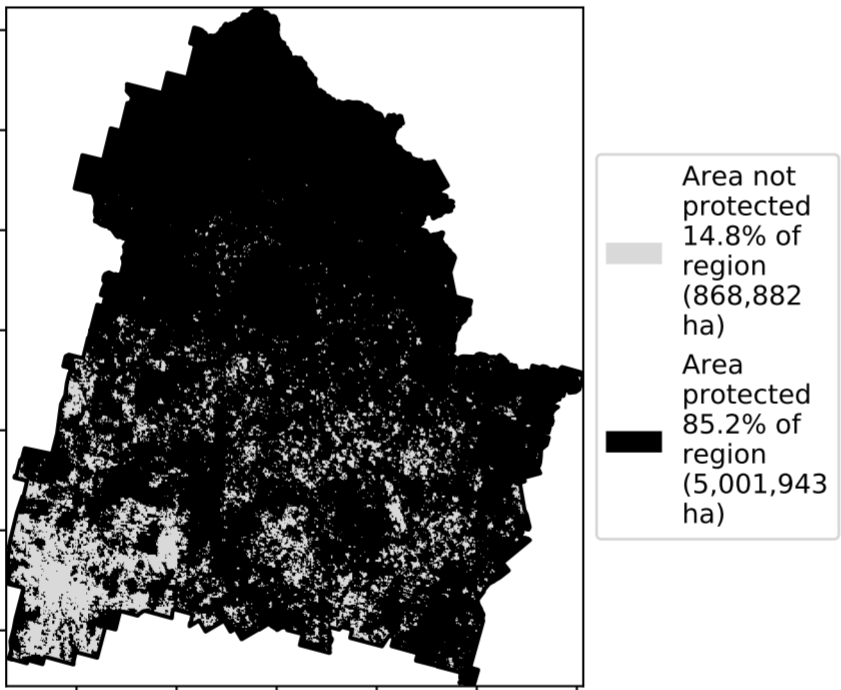 Area not
protected
14.8% of
region
(868,882
ha)
Area
protected
85.2% of
region
(5,001,943
ha)